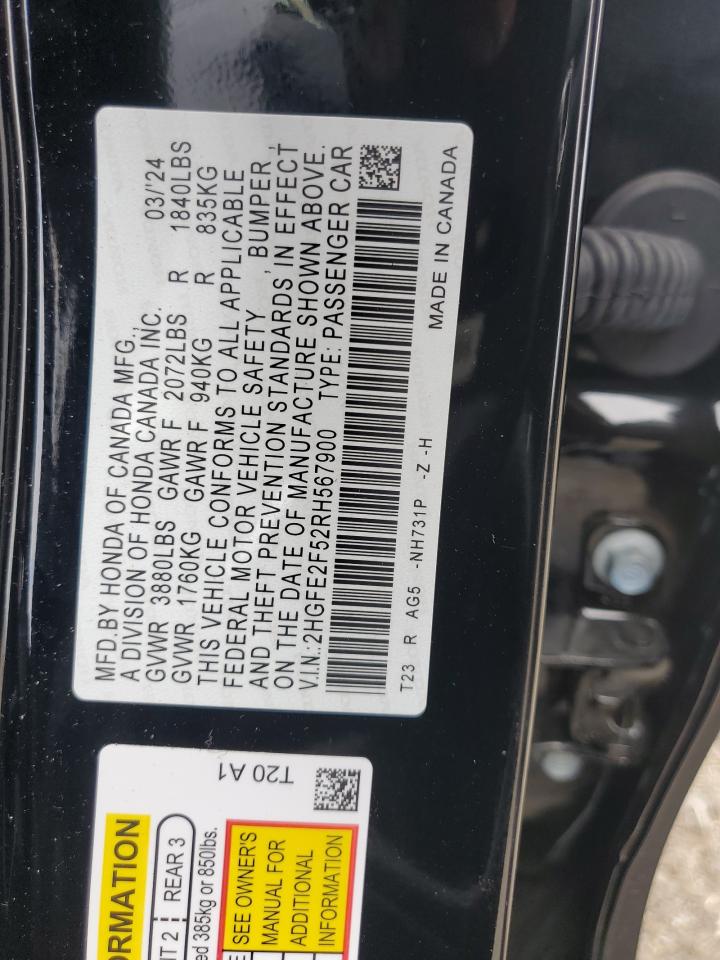 MFD.BY HONDA OF CANADA MFG., 03/'24
A DIVISION OF HONDA CANADA INC.
GVWR 3880LBS GAWR F 2072LBS R 1840LBS
GVWR 1760KG GAWR F 940KG R 835KG
THIS VEHICLE CONFORMS TO ALL APPLICABLE
FEDERAL MOTOR VEHICLE SAFETY, BUMPER,
AND THEFT PREVENTION STANDARDS, IN EFFECT
ON THE DATE OF MANUFACTURE SHOWN ABOVE.
V.I.N.:2HGFE2F52RH567900 TYPE: PASSENGER CAR
T23 R AG5 -NH731P -Z -H
MADE IN CANADA
T20 A1
REAR 3
385kg or 850lbs.
SEE OWNER'S
MANUAL FOR
ADDITIONAL
INFORMATION